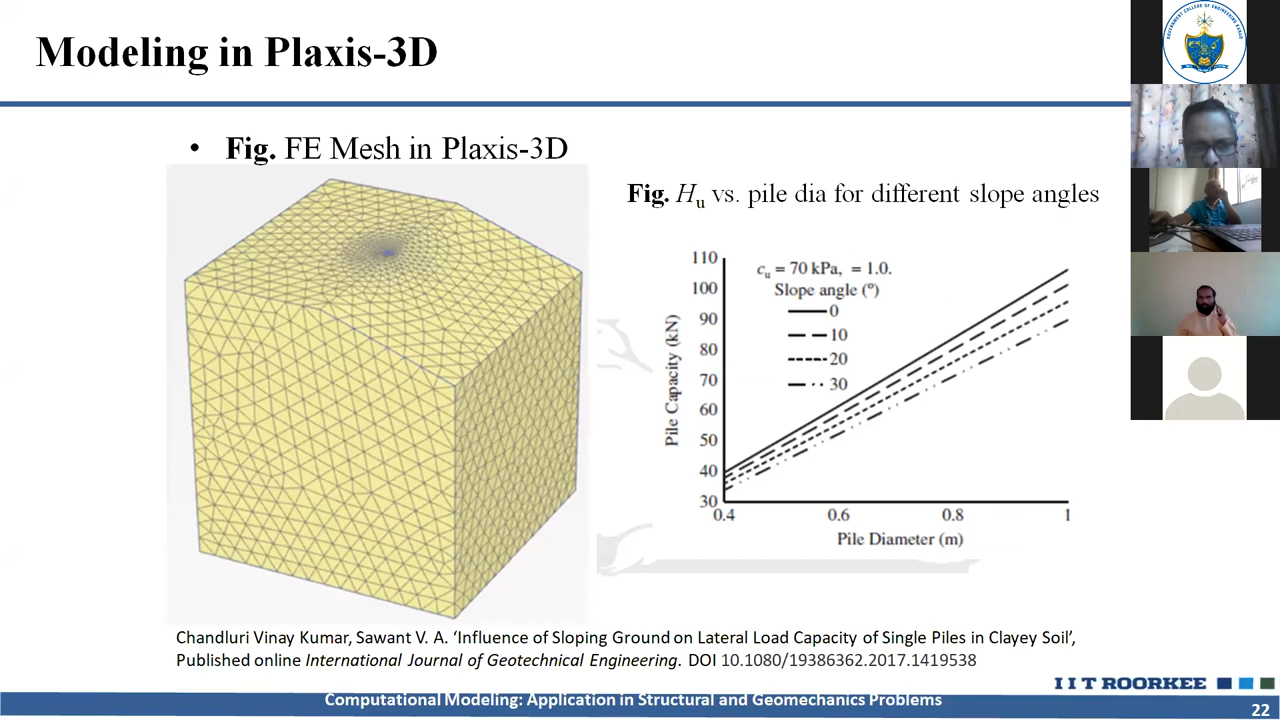 Modeling in Plaxis-3D
• Fig. FE Mesh in Plaxis-3D
Fig. Hu vs. pile dia for different slope angles
110
100
90
80
70
60
50
40
30
Pile Capacity (kN)
cu = 70 kPa, = 1.0.
Slope angle (º)
0
10
20
30
0.4 0.6 0.8 1
Pile Diameter (m)
Chandluri Vinay Kumar, Sawant V. A. ‘Influence of Sloping Ground on Lateral Load Capacity of Single Piles in Clayey Soil’,
Published online International Journal of Geotechnical Engineering. DOI 10.1080/19386362.2017.1419538
IIT ROORKEE
Computational Modeling: Application in Structural and Geomechanics Problems
22